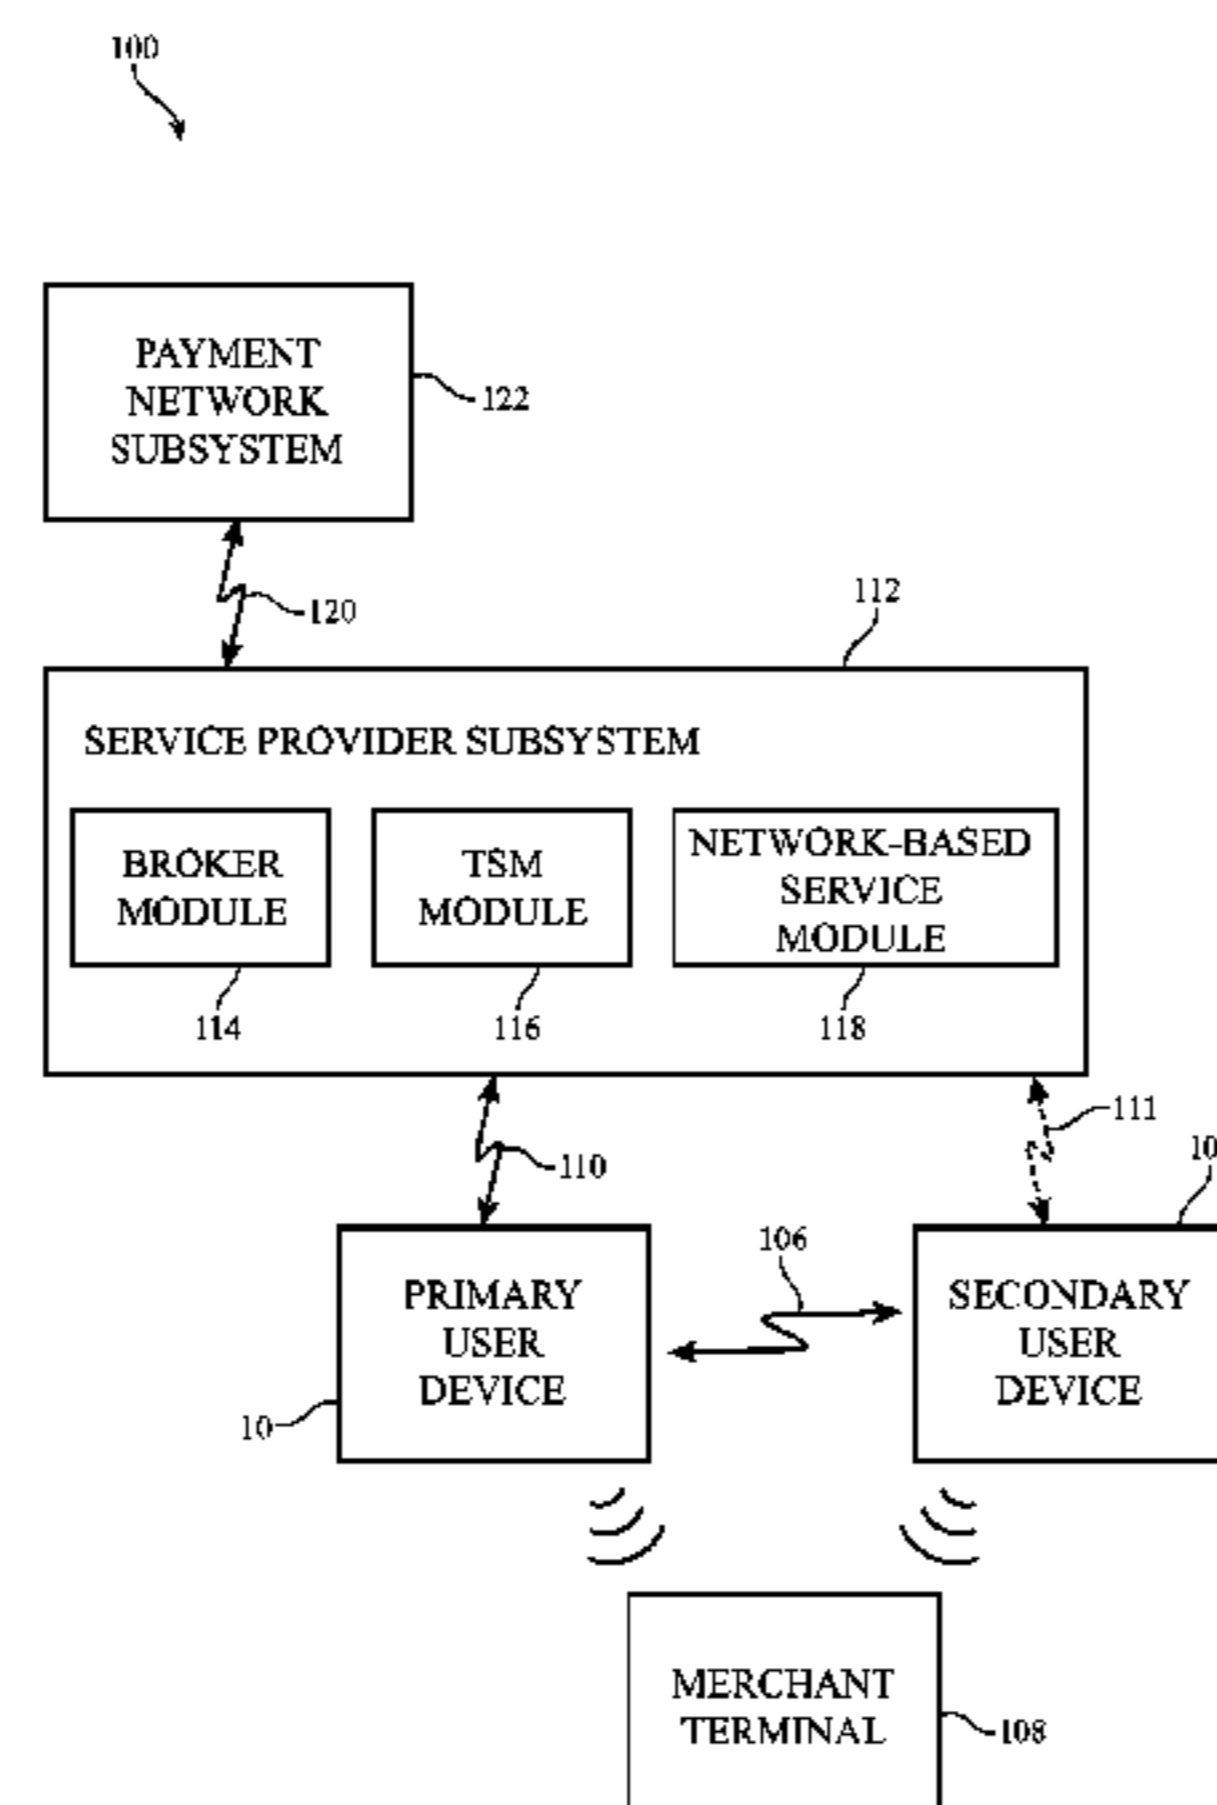 100
PAYMENT
NETWORK
SUBSYSTEM
122
120
112
SERVICE PROVIDER SUBSYSTEM
BROKER
MODULE
TSM
MODULE
NETWORK-BASED
SERVICE
MODULE
114
116
118
111
110
10
106
PRIMARY
USER
DEVICE
SECONDARY
USER
DEVICE
10
MERCHANT
TERMINAL
108